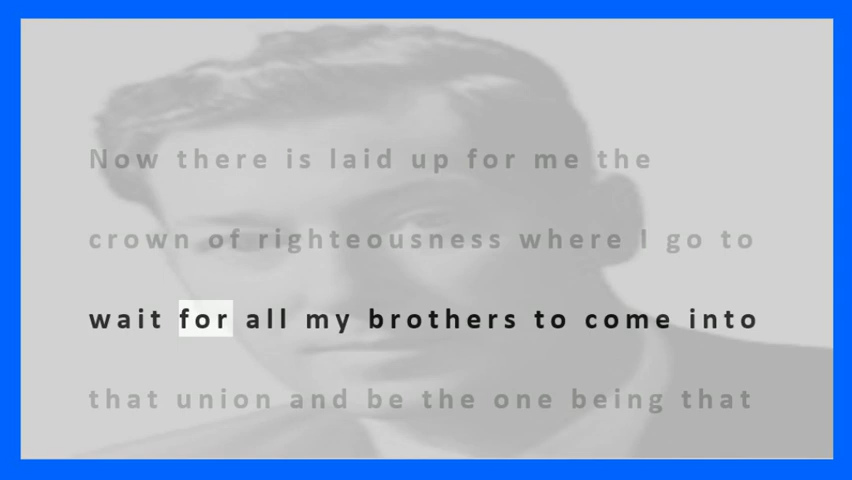 Now there is laid up for me the
crown of righteousness where I go to
wait for all my brothers to come into
that union and be the one being that